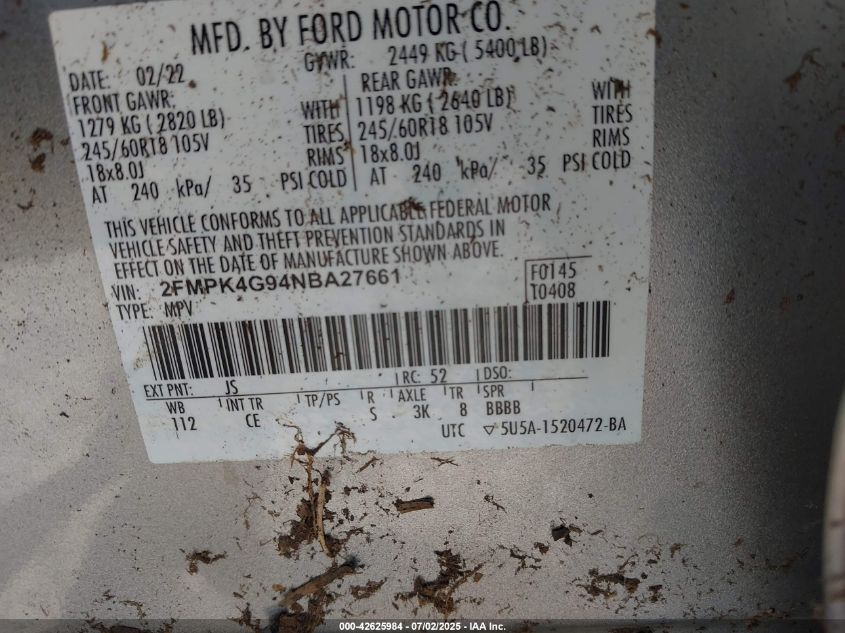 MFD. BY FORD MOTOR CO.
DATE: 02/22 GVWR: 2449 KG ( 5400 LB)
FRONT GAWR: REAR GAWR:
1279 KG ( 2820 LB) WITH 1198 KG ( 2640 LB) WITH
245/60R18 105V TIRES 245/60R18 105V TIRES
18x8.0J RIMS 18x8.0J RIMS
AT 240 kPa/ 35 PSI COLD AT 240 kPa/ 35 PSI COLD
THIS VEHICLE CONFORMS TO ALL APPLICABLE FEDERAL MOTOR
VEHICLE SAFETY AND THEFT PREVENTION STANDARDS IN
EFFECT ON THE DATE OF MANUFACTURE SHOWN ABOVE.
VIN: 2FMPK4G94NBA27661 F0145
TYPE: MPV T0408
EXT PNT: JS RC: 52 DSO:
WB INT TR TP/PS R AXLE TR SPR
112 CE S 3K 8 BBBB
UTC ▽5U5A-1520472-BA
000-42625984 - 07/02/2025 - IAA Inc.